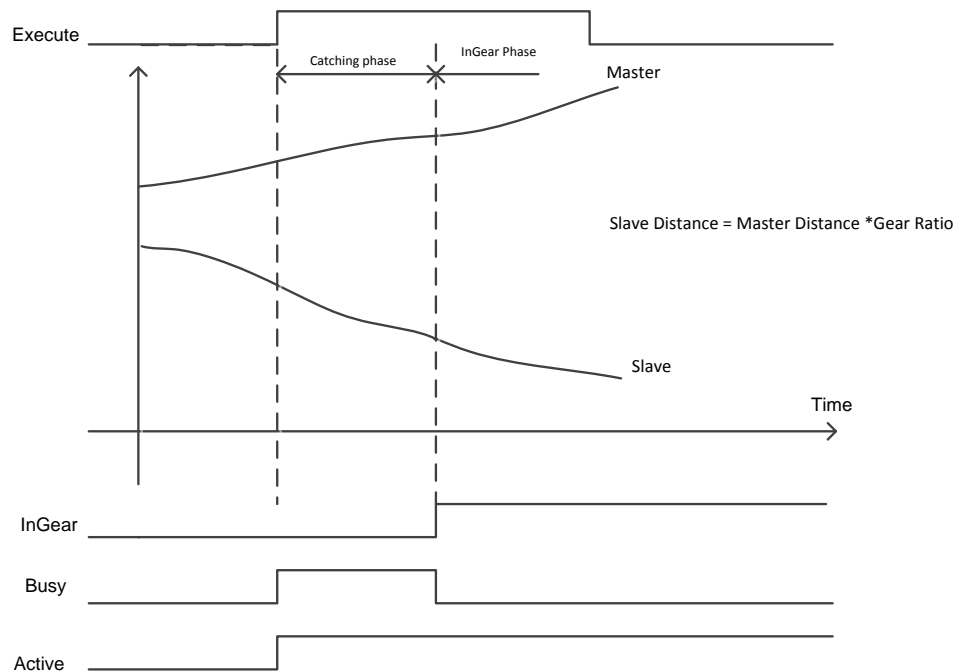 Execute
Catching phase
InGear Phase
Master
Slave Distance = Master Distance *Gear Ratio
Slave
Time
InGear
Busy
Active